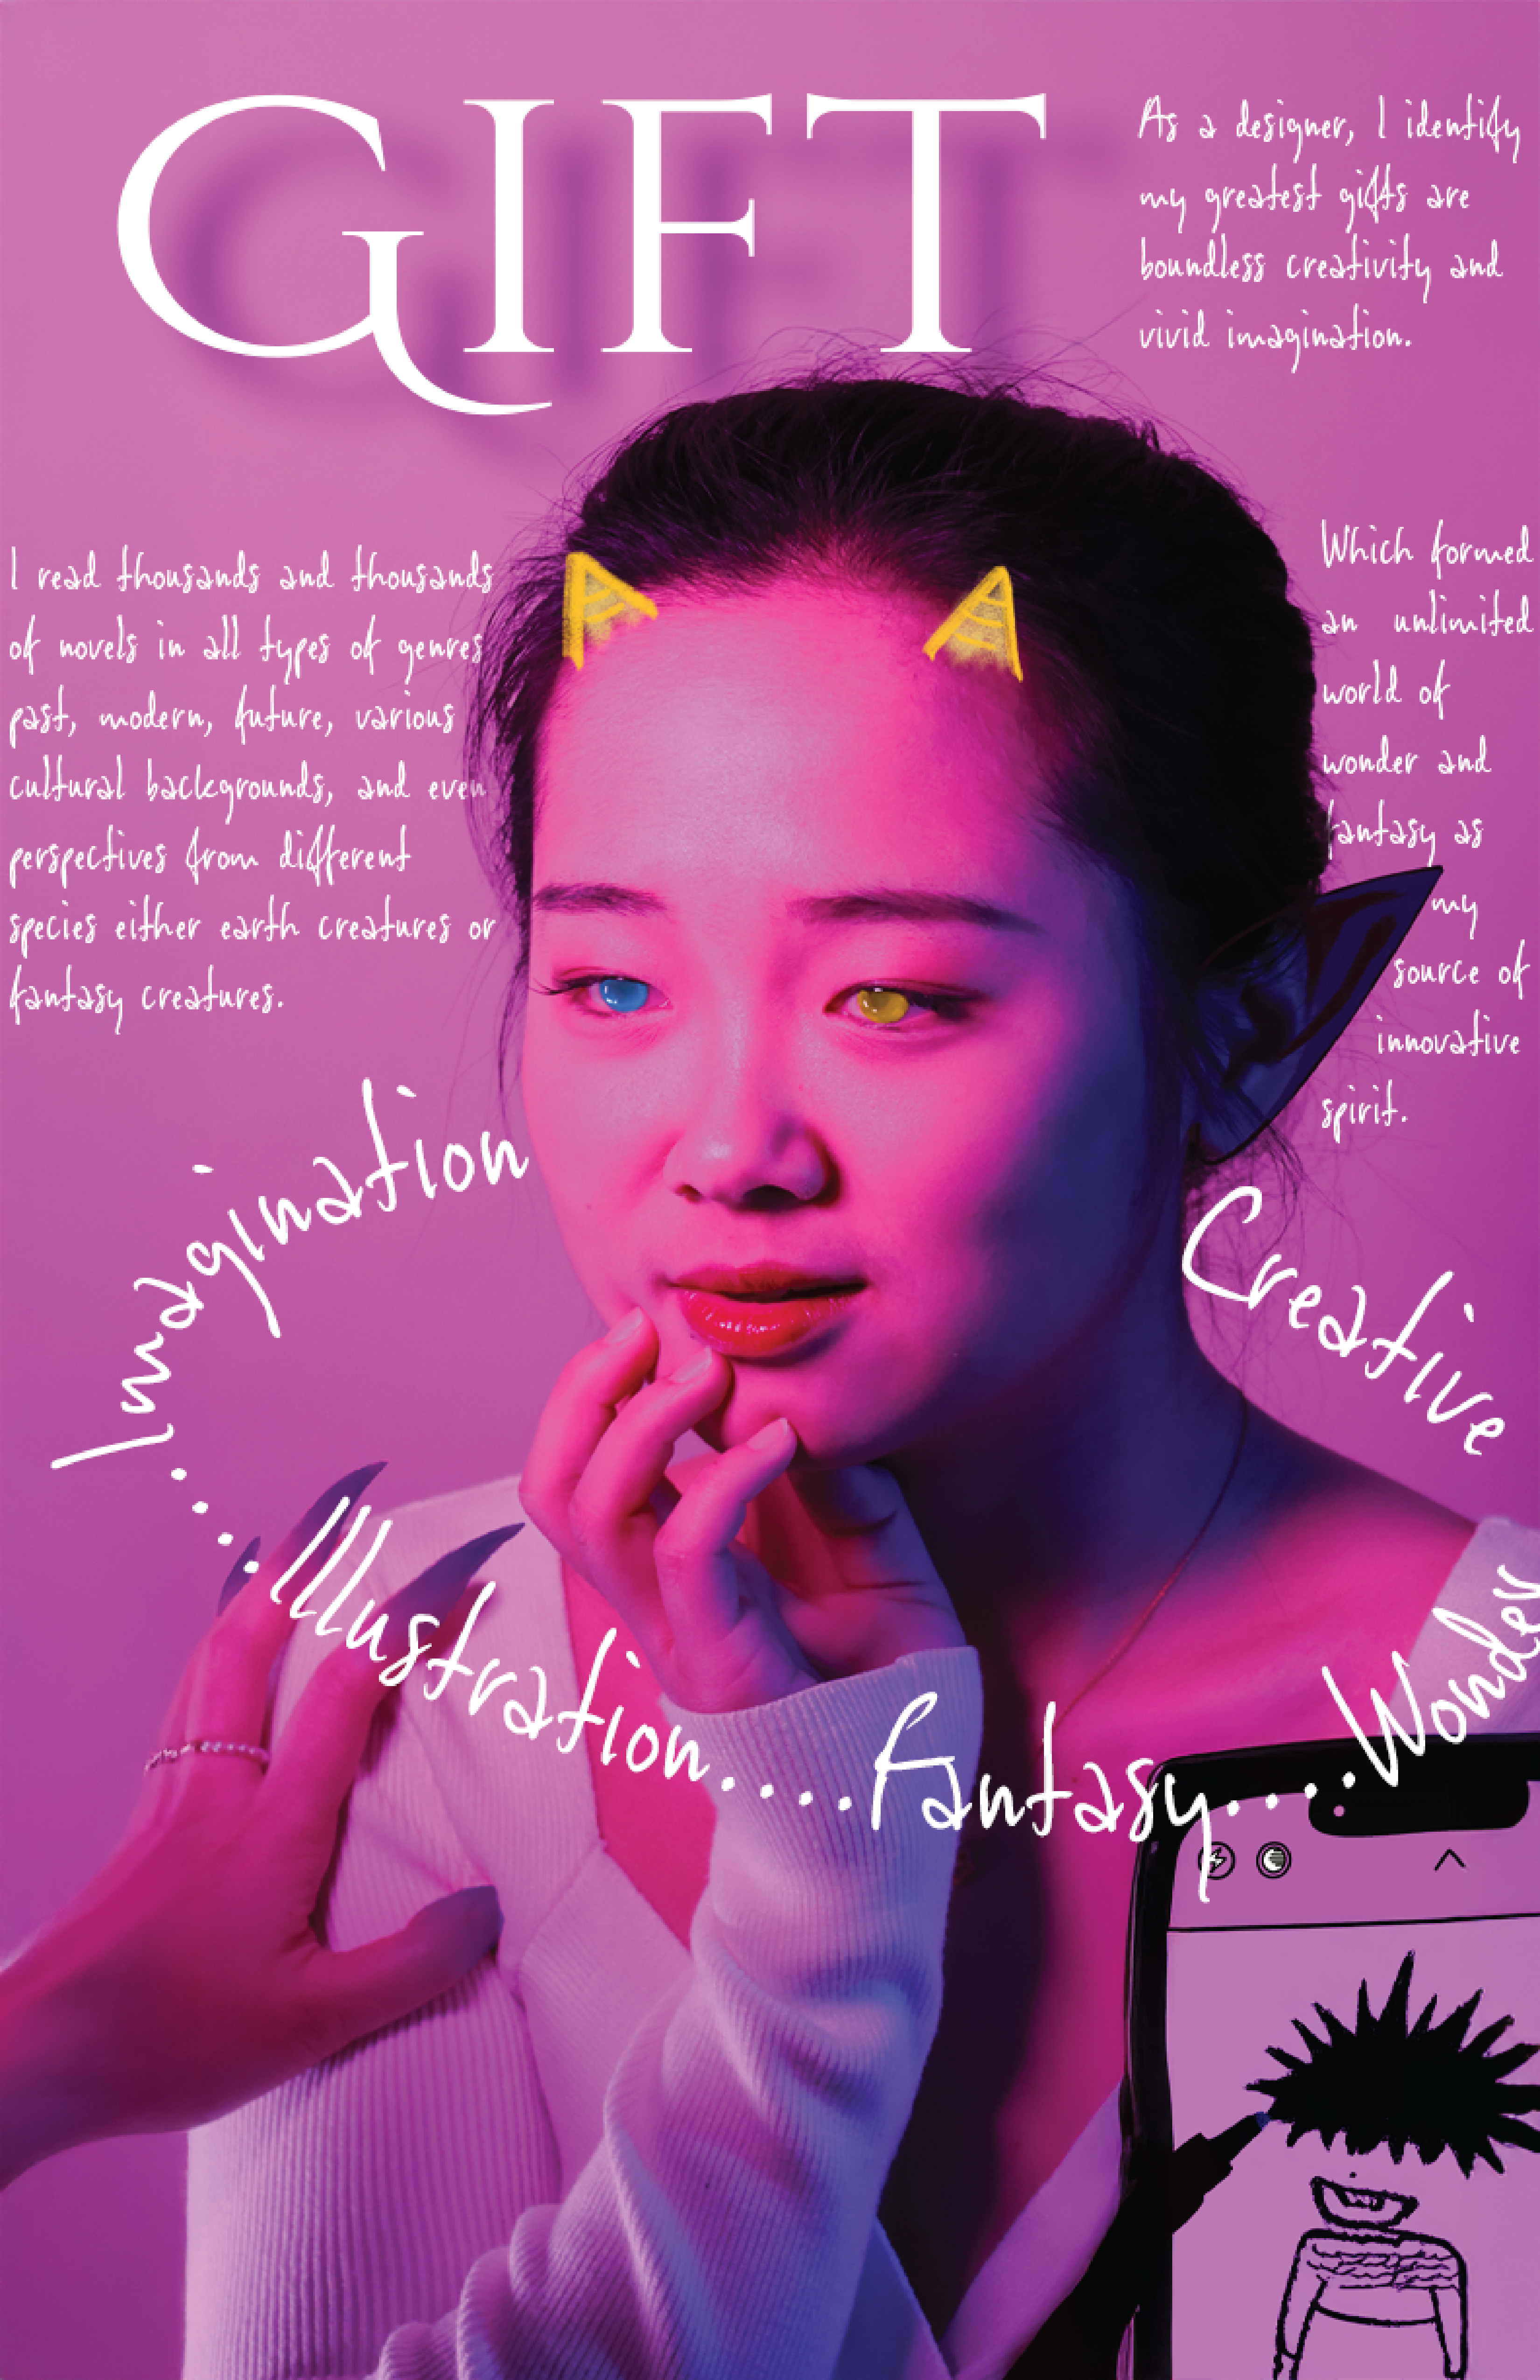 GIFT
As a designer, I identify
my greatest gifts are
boundless creativity and
vivid imagination.
I read thousands and thousands
of novels in all types of genres
past, modern, future, various
cultural backgrounds, and even
perspectives from different
species either earth creatures or
fantasy creatures.
Which formed
an unlimited
world of
wonder and
fantasy as
my
source of
innovative
spirit.
Imagination
Creative
....Illustration....fantasy....Wonder